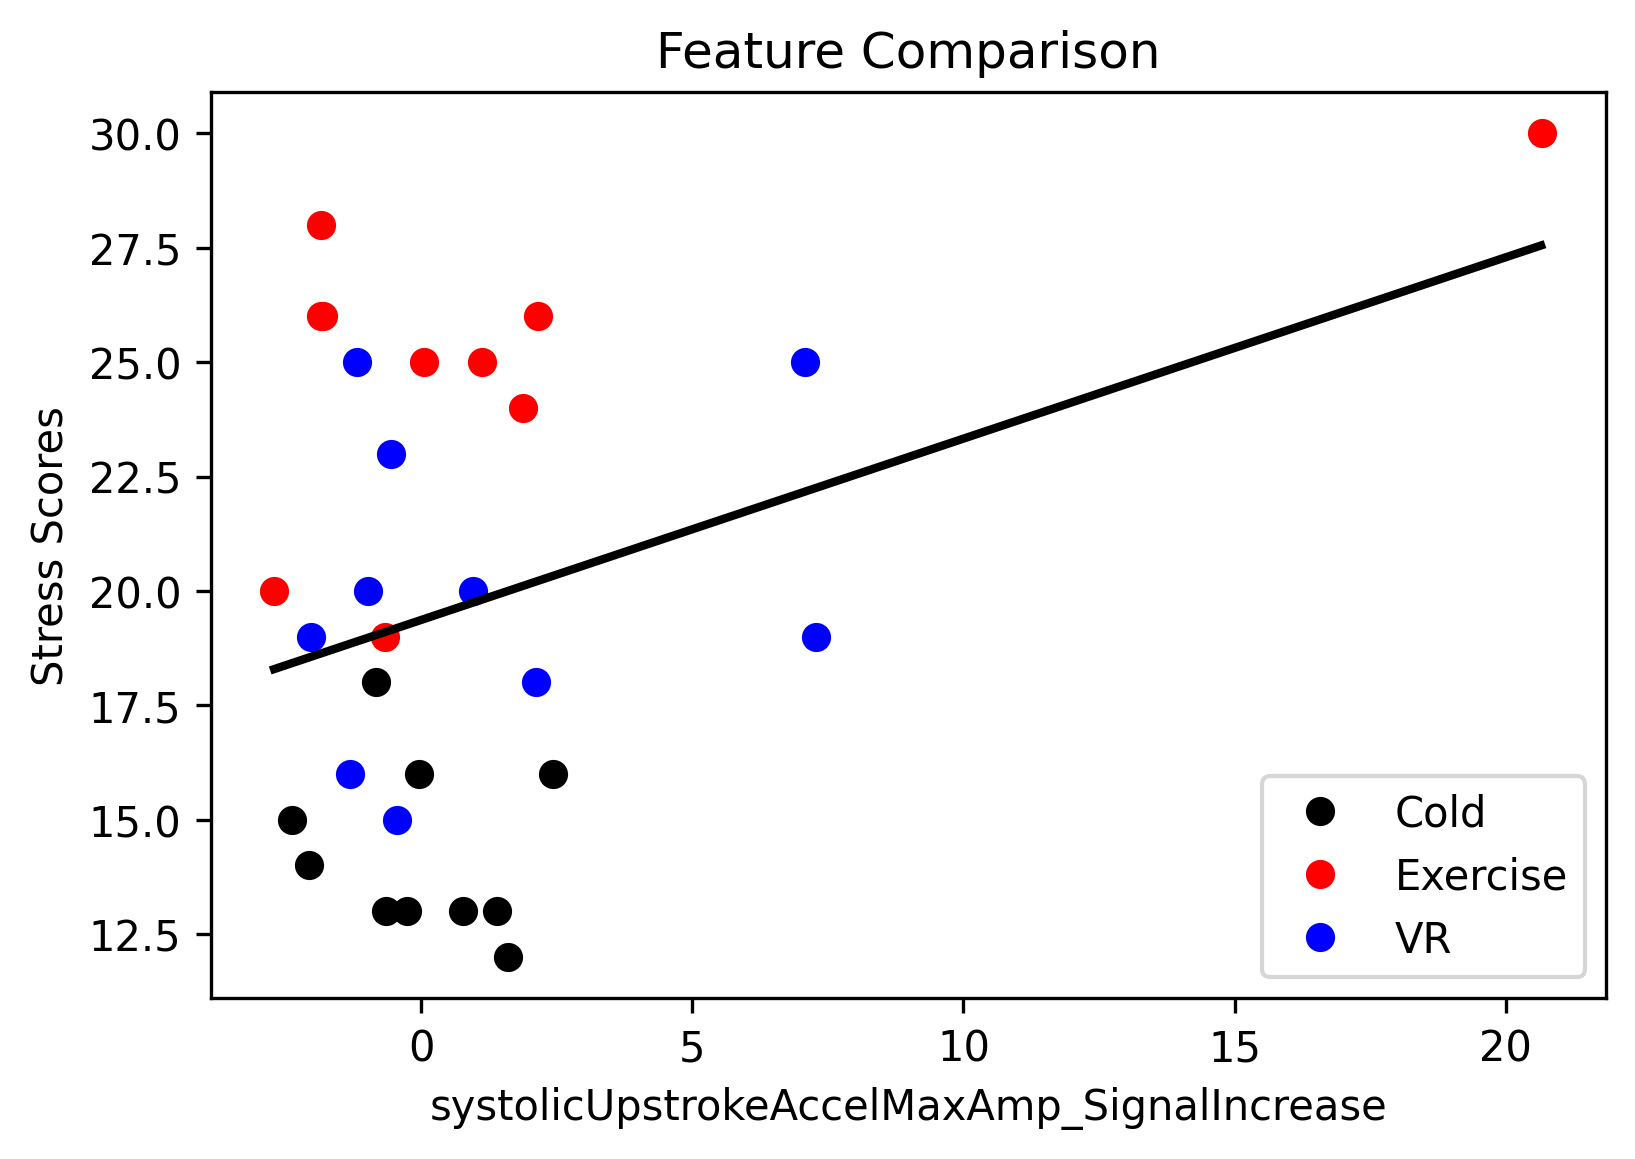 Feature Comparison
30.0
27.5
25.0
22.5
20.0
17.5
15.0
12.5
Stress Scores
Cold
Exercise
VR
0 5 10 15 20
systolicUpstrokeAccelMaxAmp_SignalIncrease